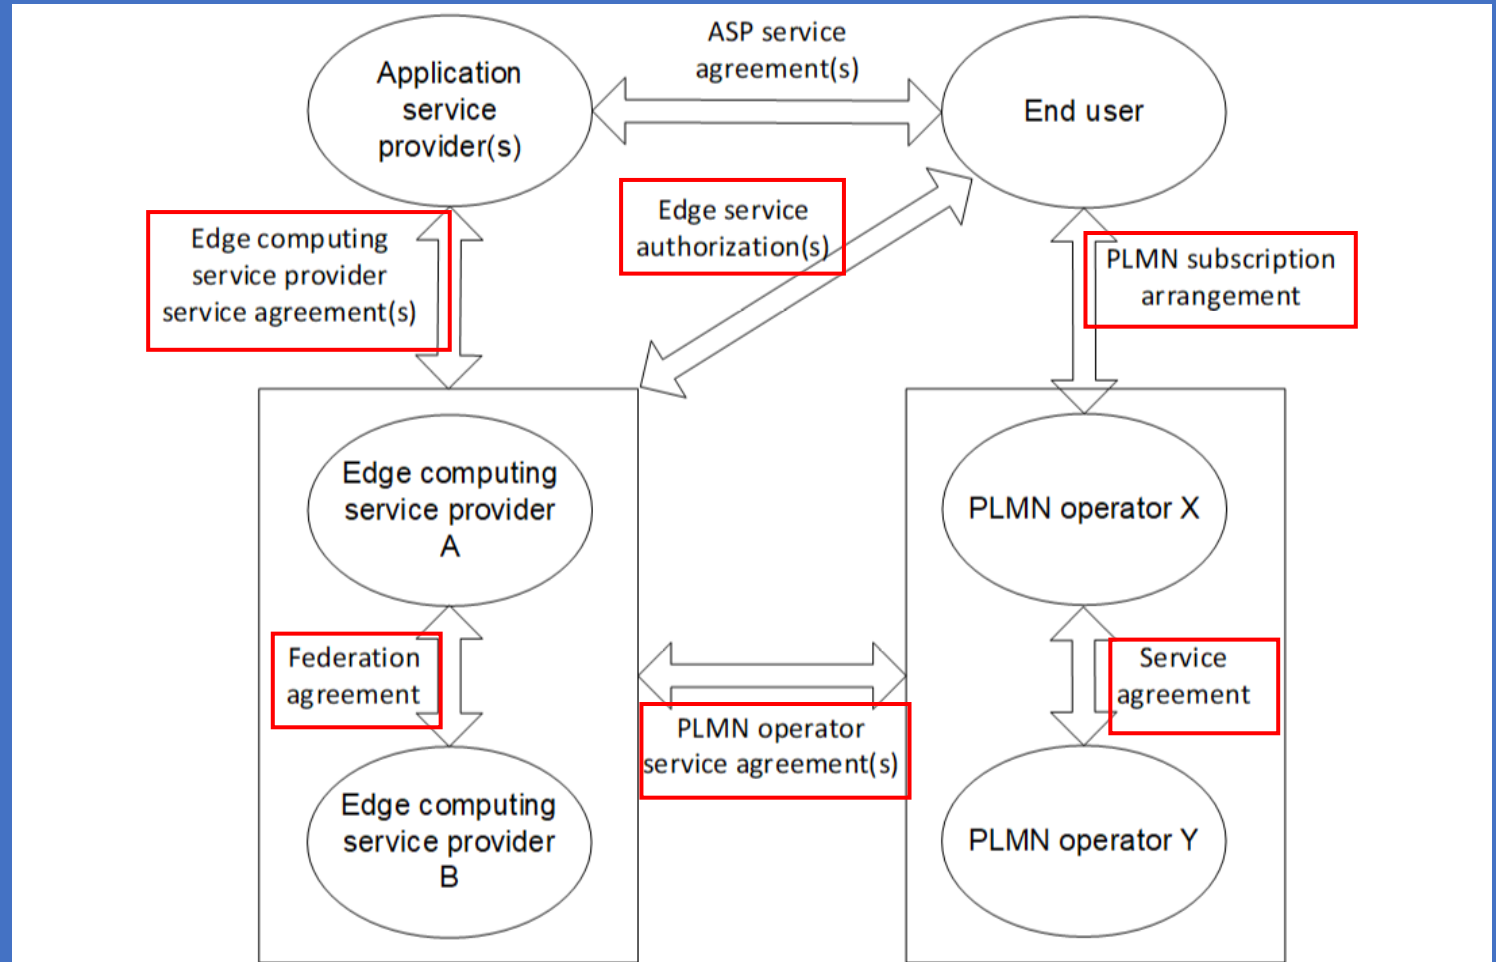 ASP service
agreement(s)
Application
service
provider(s)
End user
Edge service
authorization(s)
Edge computing
service provider
service agreement(s)
PLMN subscription
arrangement
Edge computing
service provider
A
PLMN operator X
Federation
agreement
Service
agreement
PLMN operator
service agreement(s)
Edge computing
service provider
B
PLMN operator Y